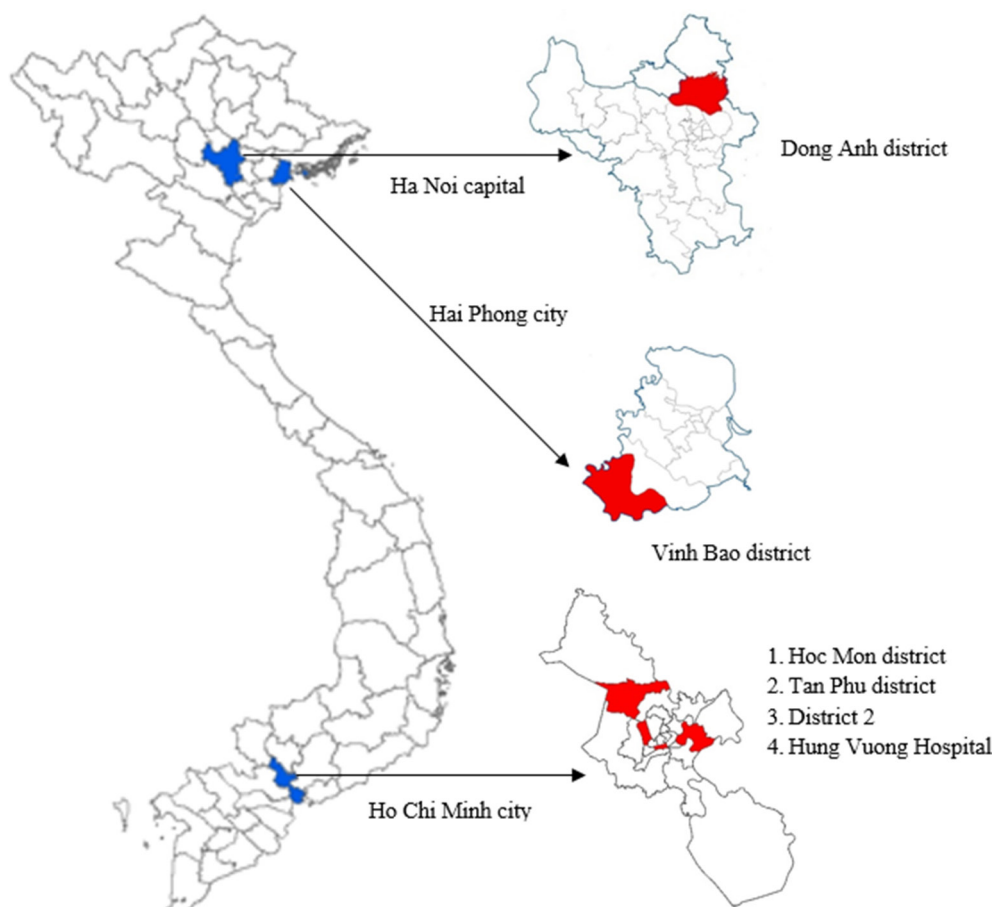 Dong Anh district
Ha Noi capital
Hai Phong city
Vinh Bao district
1. Hoc Mon district
2. Tan Phu district
3. District 2
4. Hung Vuong Hospital
Ho Chi Minh city